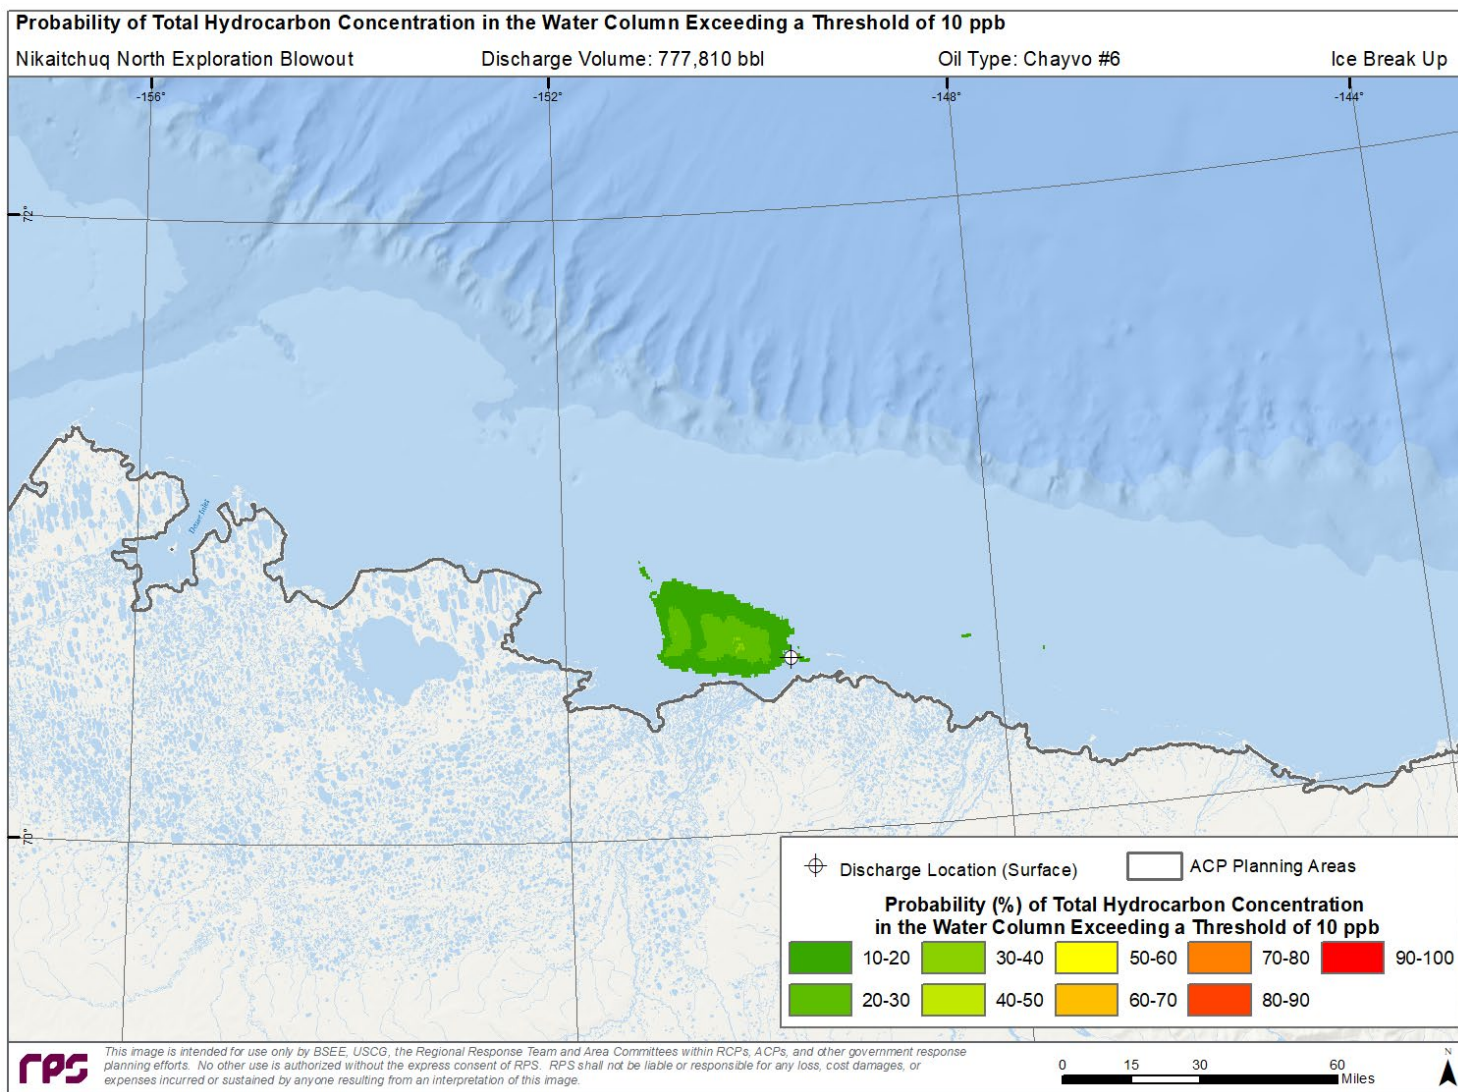 Probability of Total Hydrocarbon Concentration in the Water Column Exceeding a Threshold of 10 ppb
Nikaitchuq North Exploration Blowout Discharge Volume: 777,810 bbl Oil Type: Chayvo #6 Ice Break Up
-156° -152° -148° -144°
72°
70°
Discharge Location (Surface) ACP Planning Areas
Probability (%) of Total Hydrocarbon Concentration
in the Water Column Exceeding a Threshold of 10 ppb
10-20 30-40 50-60 70-80 90-100
20-30 40-50 60-70 80-90
rps
This image is intended for use only by BSEE, USCG, the Regional Response Team and Area Committees within RCPs, ACPs, and other government response
planning efforts. No other use is authorized without the express consent of RPS. RPS shall not be liable or responsible for any loss, cost damages, or
expenses incurred or sustained by anyone resulting from an interpretation of this image.
0 15 30 60
Miles
N